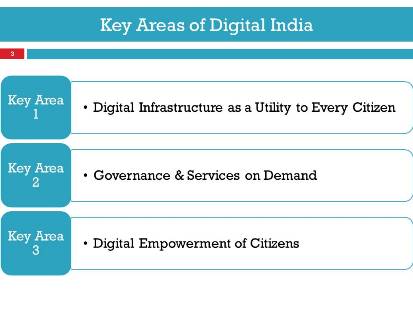 Key Areas of Digital India
3
Key Area
1
• Digital Infrastructure as a Utility to Every Citizen
Key Area
2
• Governance & Services on Demand
Key Area
3
• Digital Empowerment of Citizens